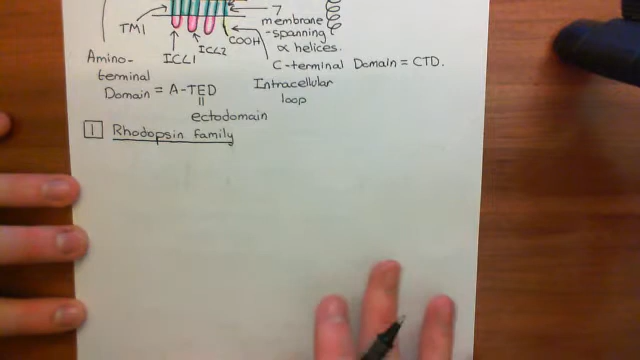 7
membrane
-spanning
α helices.
TM1
ICL1
ICL2
COOH
C-terminal Domain = CTD.
Amino-
terminal
Domain = A-TED
=
ectodomain
Intracellular
loop
1 Rhodopsin family